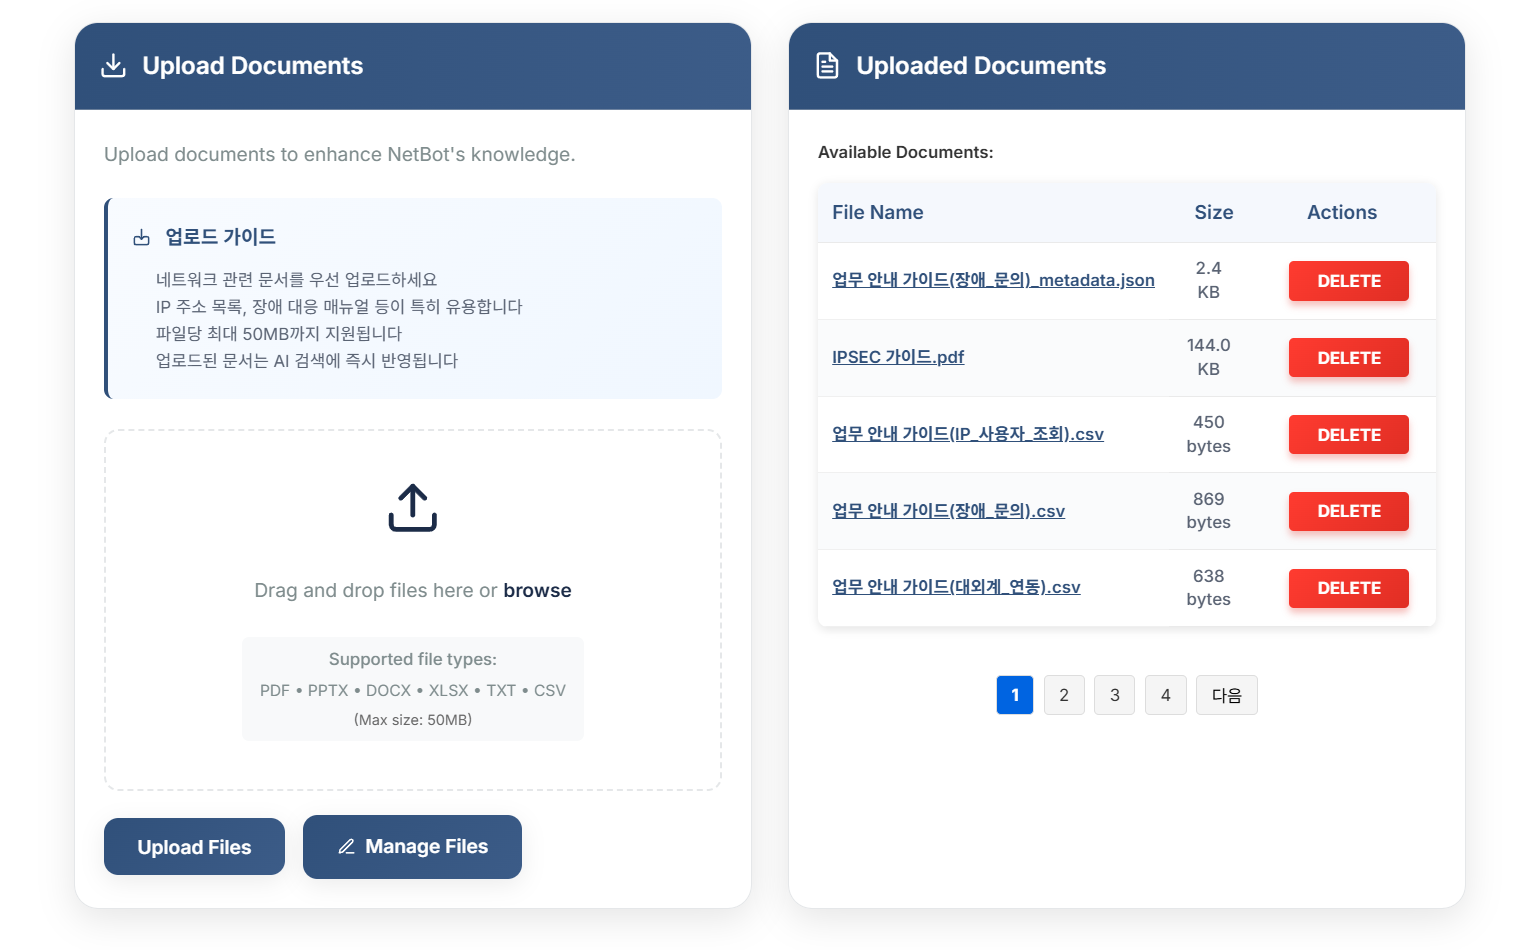 Upload Documents
Upload documents to enhance NetBot's knowledge.
업로드 가이드
네트워크 관련 문서를 우선 업로드하세요
IP 주소 목록, 장애 대응 매뉴얼 등이 특히 유용합니다
파일당 최대 50MB까지 지원됩니다
업로드된 문서는 AI 검색에 즉시 반영됩니다
Drag and drop files here or browse
Supported file types:
PDF • PPTX • DOCX • XLSX • TXT • CSV
(Max size: 50MB)
Upload Files
Manage Files
Uploaded Documents
Available Documents:
File Name Size Actions
업무 안내 가이드(장애_문의)_metadata.json 2.4 KB DELETE
IPSEC 가이드.pdf 144.0 KB DELETE
업무 안내 가이드(IP_사용자_조회).csv 450 bytes DELETE
업무 안내 가이드(장애_문의).csv 869 bytes DELETE
업무 안내 가이드(대외계_연동).csv 638 bytes DELETE
1 2 3 4 다음